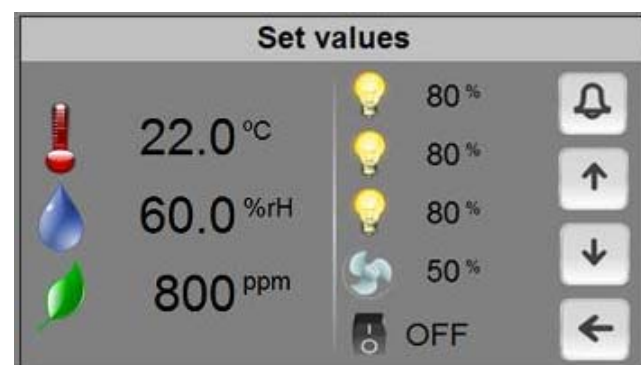 Set values
22.0 °C
60.0 %rH
800 ppm
80 %
80 %
80 %
50 %
OFF